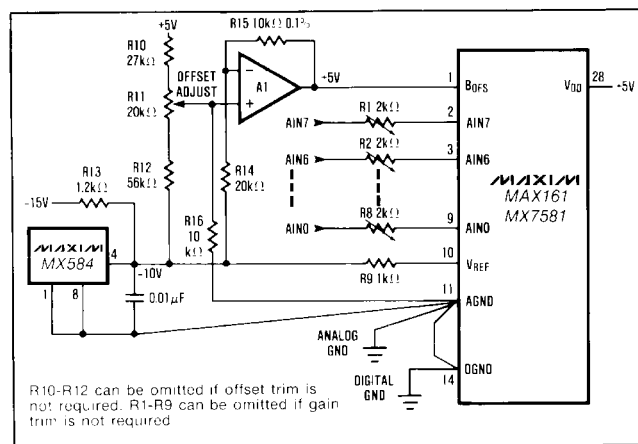 R15 10kΩ 0.1%
+5V
R10
27kΩ
OFFSET
ADJUST
R11
20kΩ
A1
−
+
+5V
1
BOFS
VDD
28
+5V
AIN7
R1 2kΩ
2
AIN7
AIN6
R2 2kΩ
3
AIN6
MAXIM
MAX161
MX7581
R13
1.2kΩ
R12
56kΩ
R14
20kΩ
−15V
R16
10
kΩ
AIN0
R8 2kΩ
9
AIN0
MAXIM
MX584
4
−10V
R9 1kΩ
10
VREF
11
AGND
1
8
0.01µF
ANALOG
GND
DIGITAL
GND
14
OGND
R10-R12 can be omitted if offset trim is
not required. R1-R9 can be omitted if gain
trim is not required